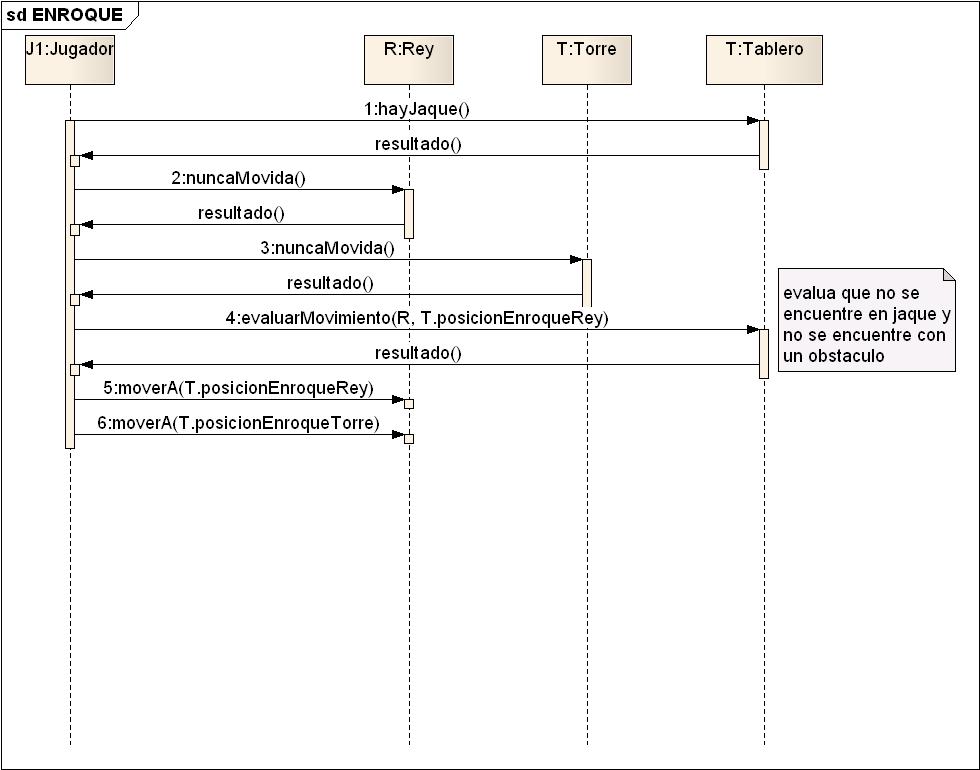 sd ENROQUE
J1:Jugador
R:Rey
T:Torre
T:Tablero
1:hayJaque()
resultado()
2:nuncaMovida()
resultado()
3:nuncaMovida()
resultado()
4:evaluarMovimiento(R, T.posicionEnroqueRey)
resultado()
5:moverA(T.posicionEnroqueRey)
6:moverA(T.posicionEnroqueTorre)
evalua que no se
encuentre en jaque y
no se encuentre con
un obstaculo